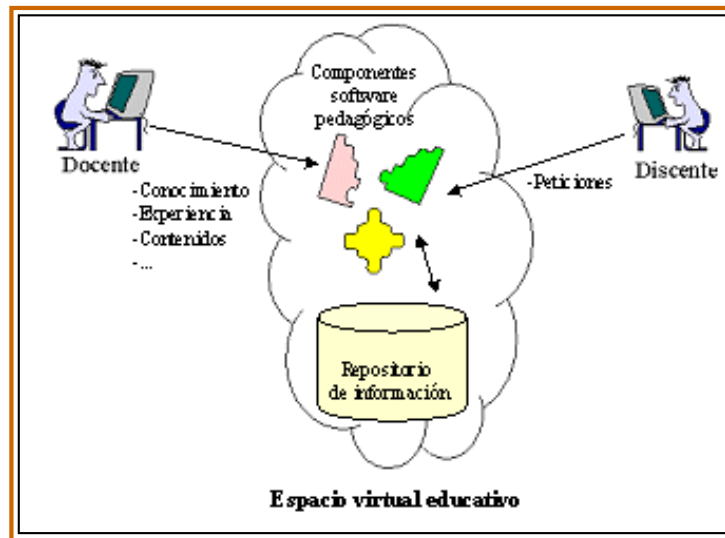 Componentes
software
pedagógicos
Docente
-Conocimiento
-Experiencia
-Contenidos
-...
Discente
-Peticiones
Repositorio
de información
Espacio virtual educativo